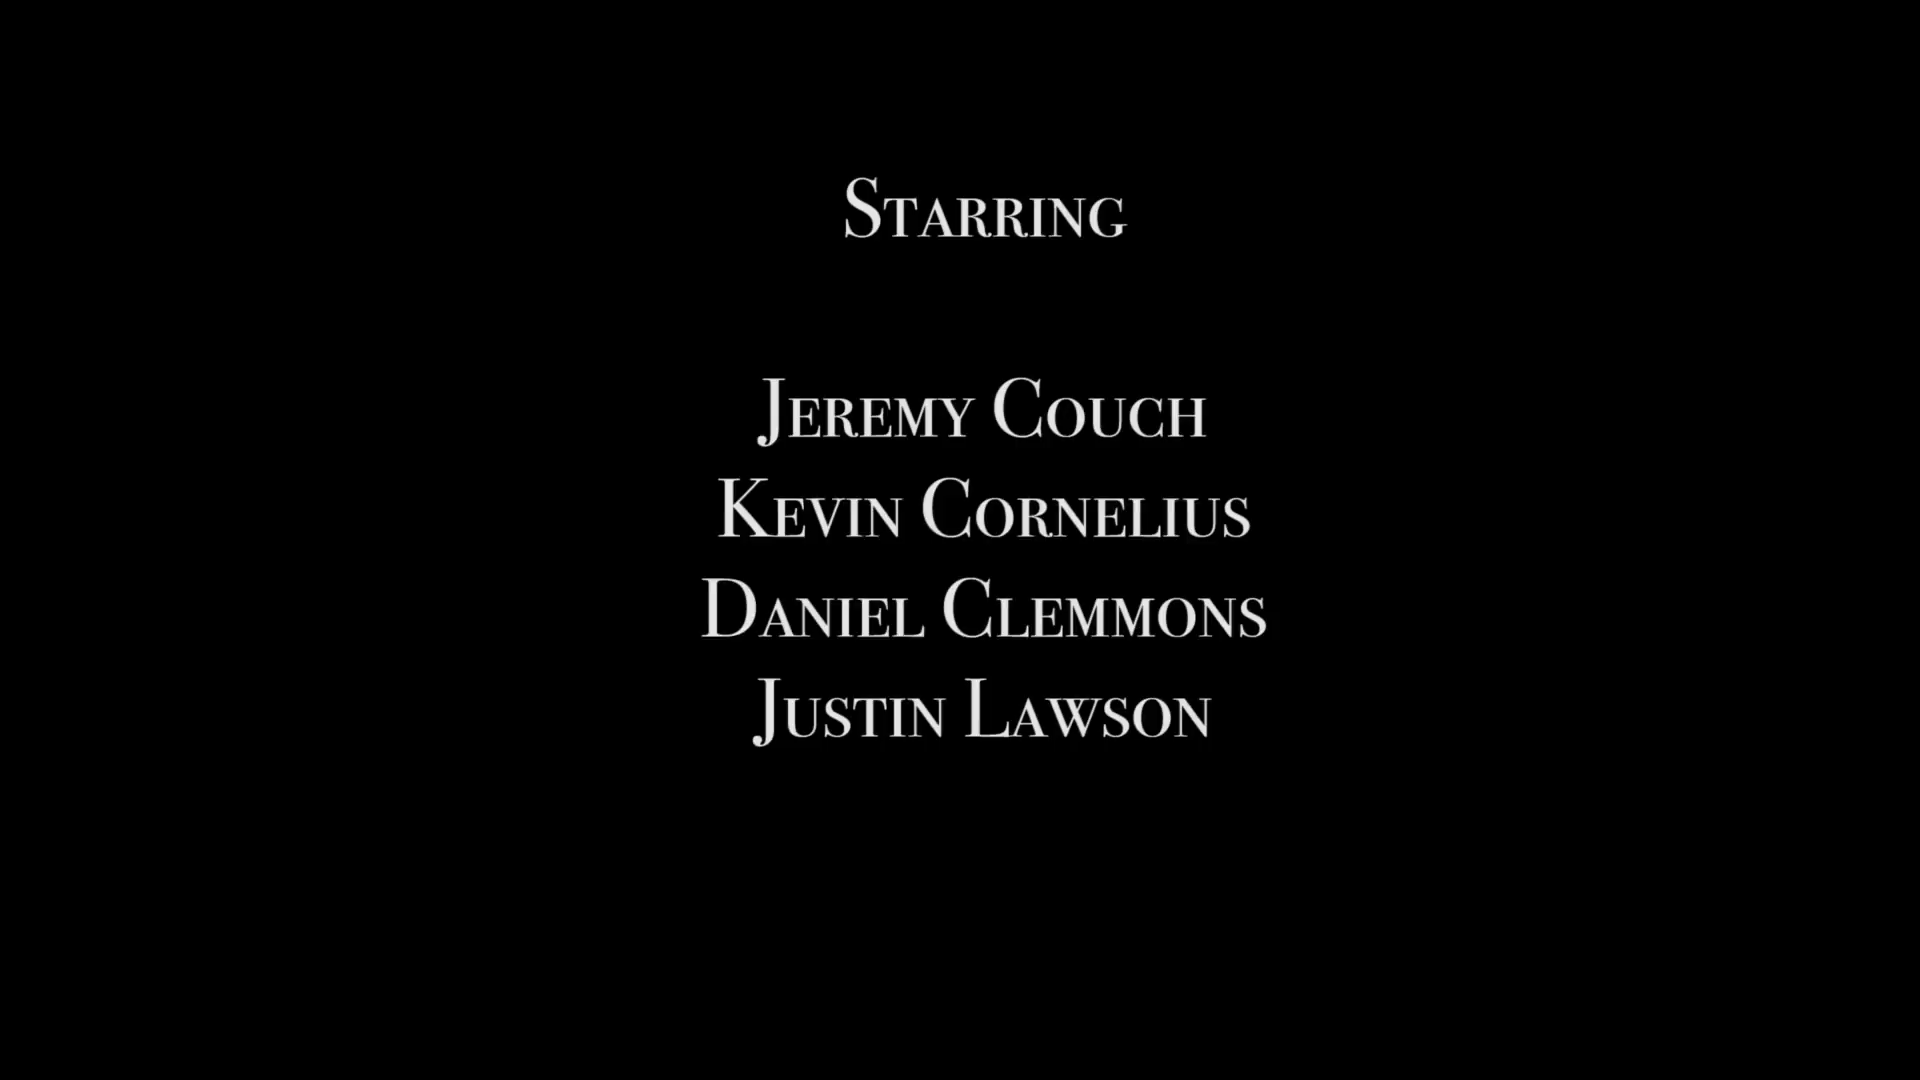 Starring
Jeremy Couch
Kevin Cornelius
Daniel Clemmons
Justin Lawson